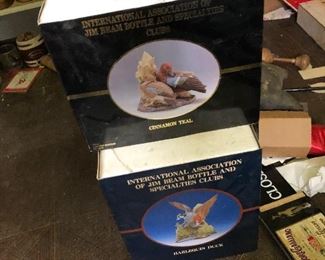 INTERNATIONAL ASSOCIATION OF
JIM BEAM BOTTLE AND SPECIALTIES
CLUBS
CINNAMON TEAL
INTERNATIONAL ASSOCIATION
OF JIM BEAM BOTTLE AND
SPECIALTIES CLUBS
HARLEQUIN DUCK
CLOS